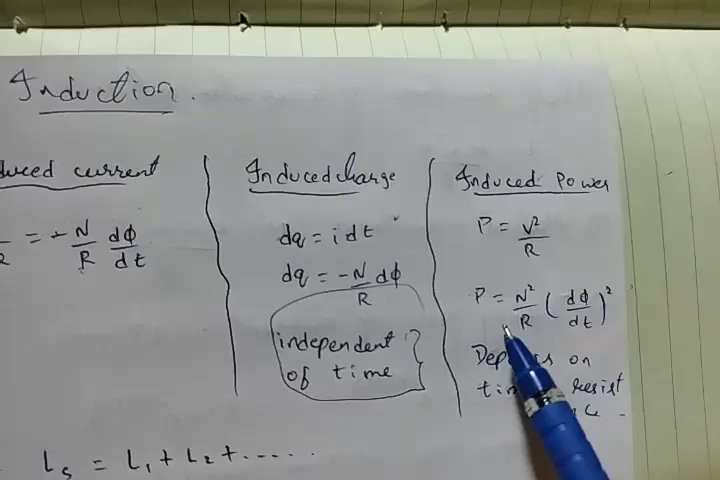 Induction.
duced current
= - N/R dΦ/dt
Induced charge
dq = i dt
dq = -N/R dΦ
independent
of time
Induced Power
P = V²/R
P = N²/R (dΦ/dt)²
on
resist
Ls = L1 + L2 + ......